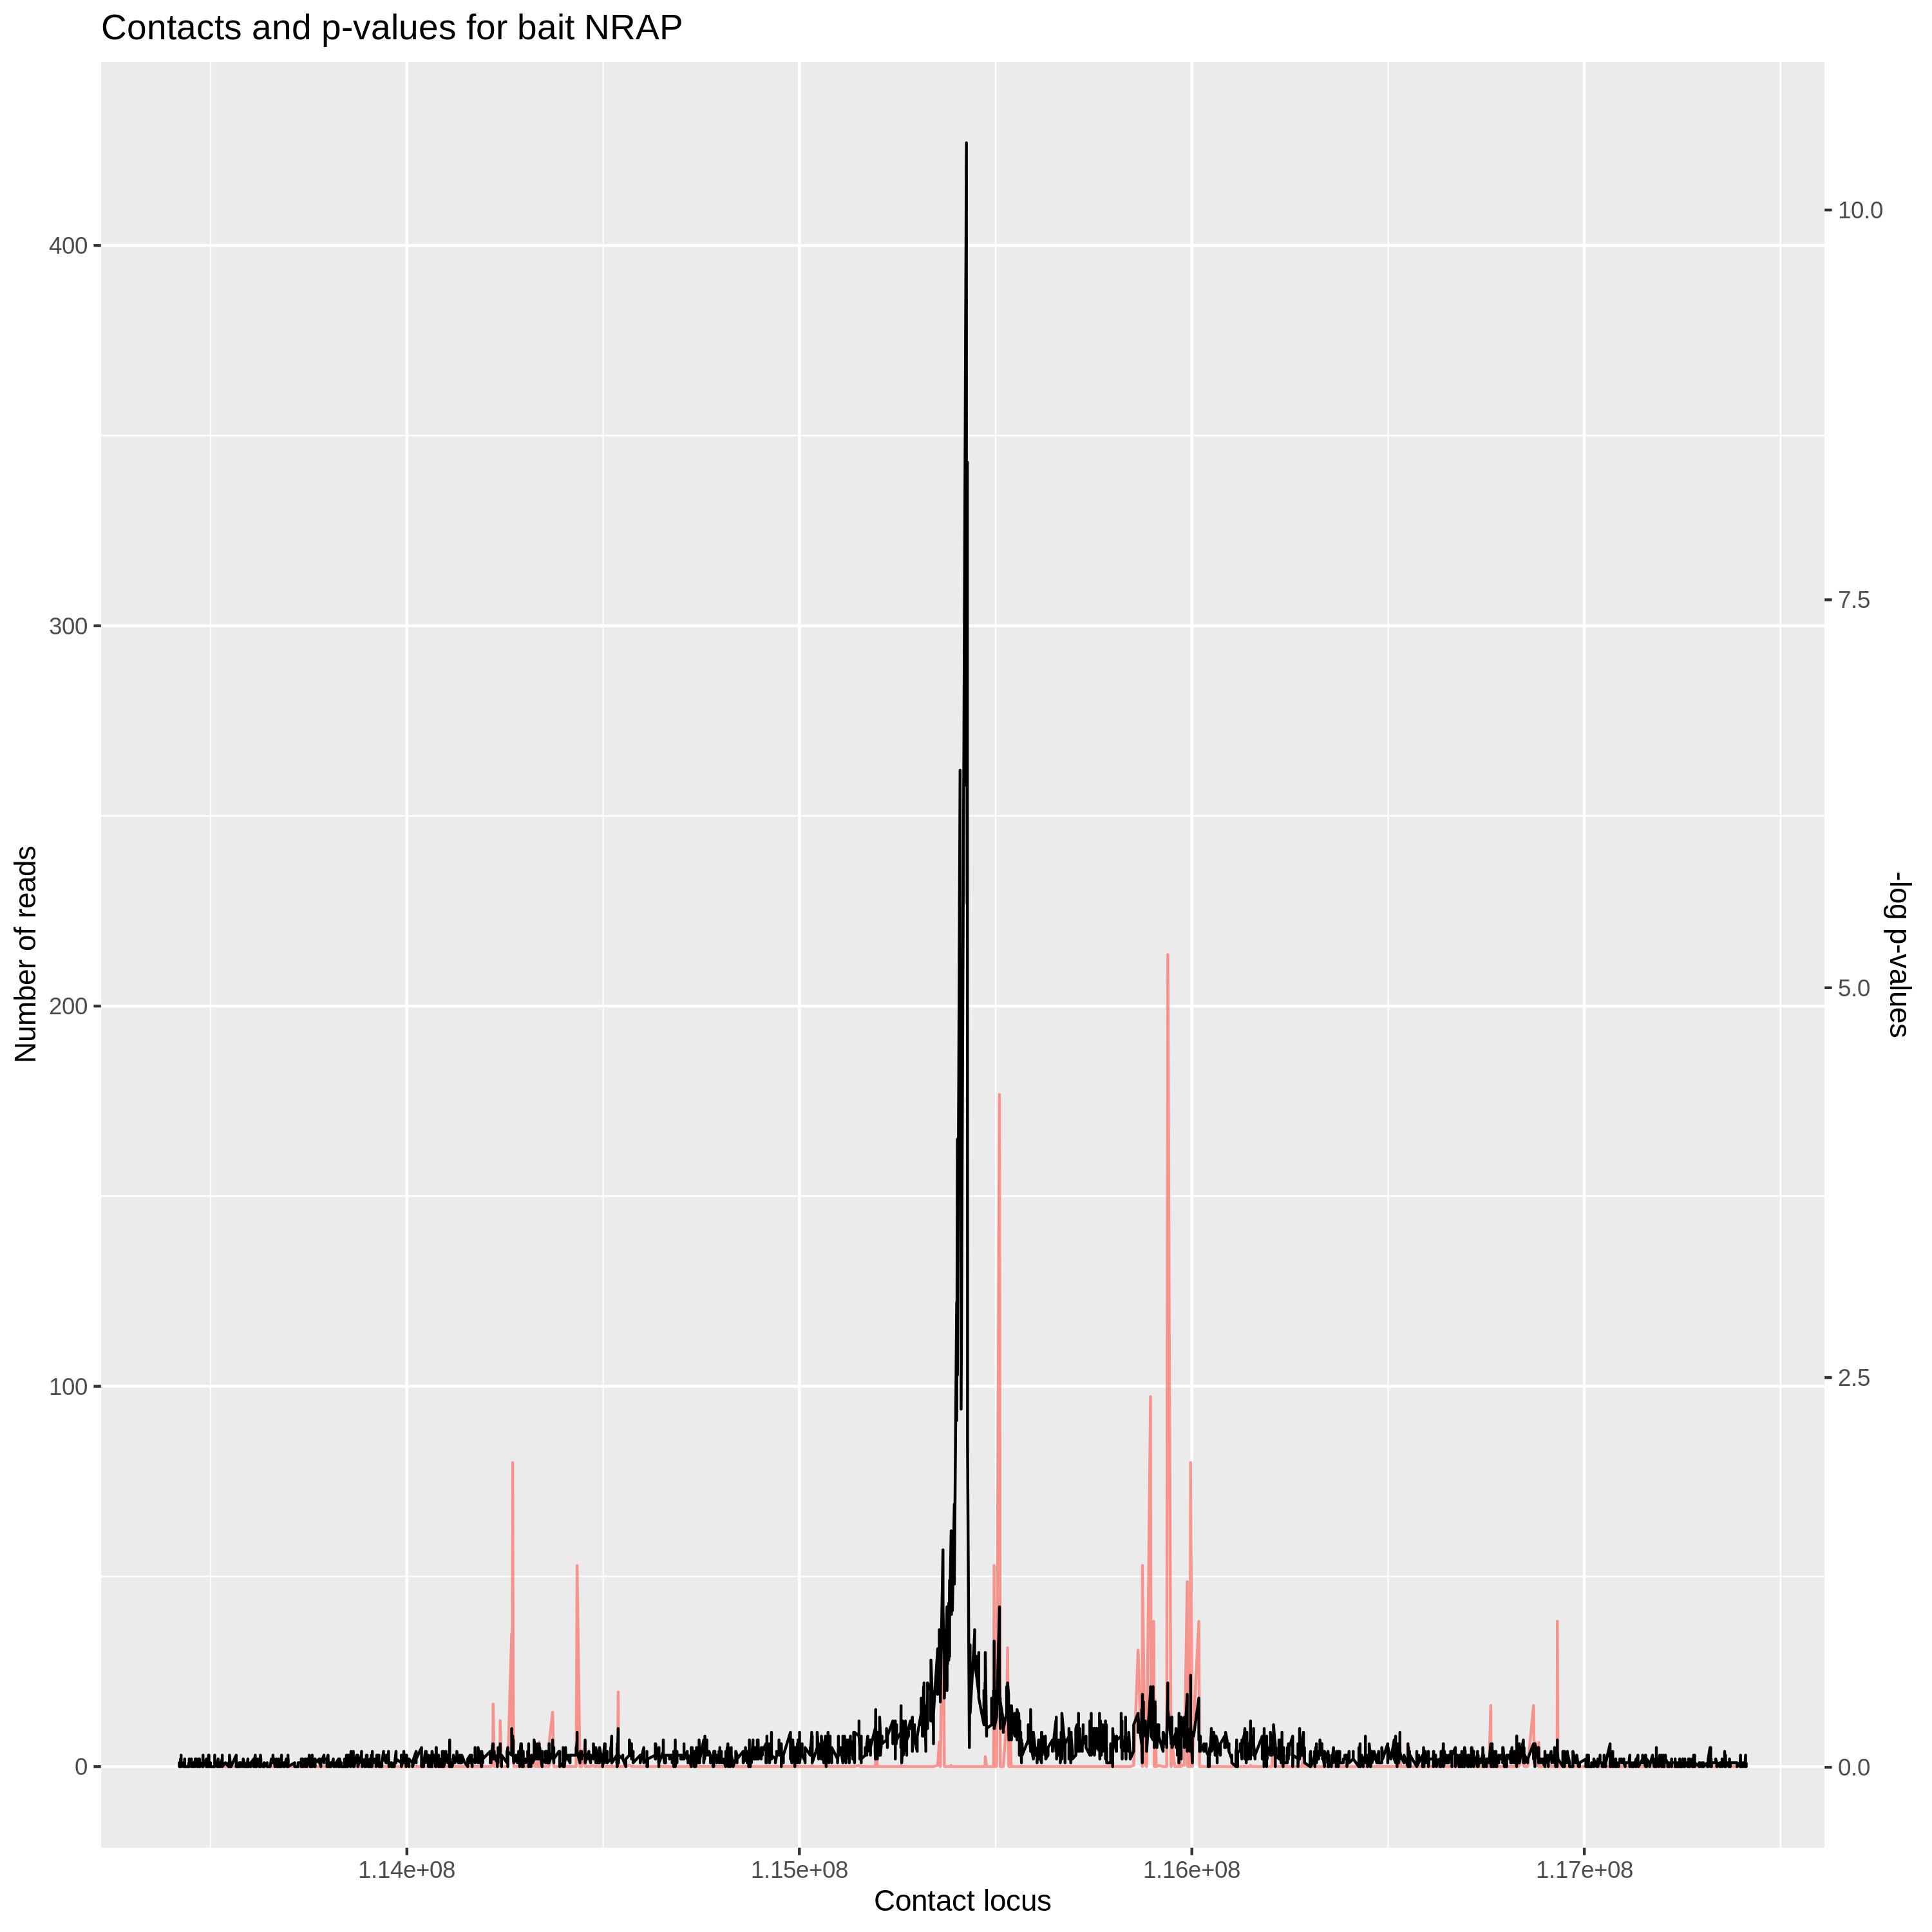 Contacts and p-values for bait NRAP
Number of reads
400
300
200
100
0
10.0
7.5
5.0
2.5
0.0
-log p-values
1.14e+08
1.15e+08
1.16e+08
1.17e+08
Contact locus